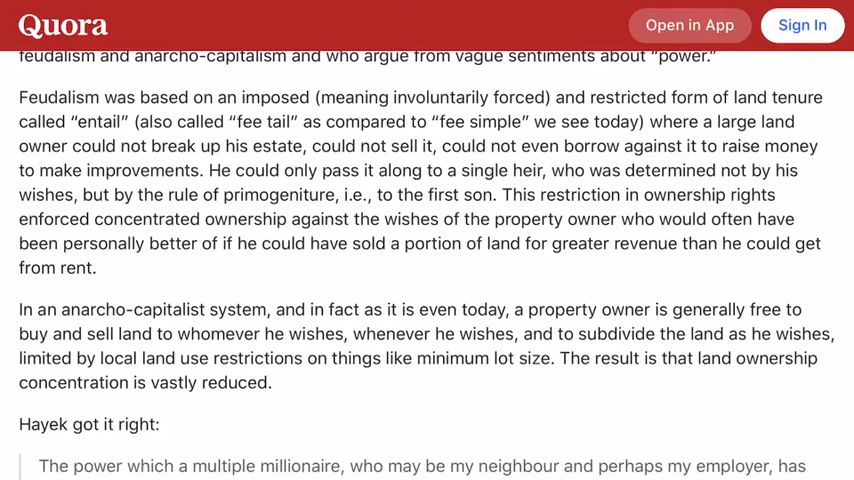 Quora
Open in App
Sign In
feudalism and anarcho-capitalism and who argue from vague sentiments about “power.”
Feudalism was based on an imposed (meaning involuntarily forced) and restricted form of land tenure
called “entail” (also called “fee tail” as compared to “fee simple” we see today) where a large land
owner could not break up his estate, could not sell it, could not even borrow against it to raise money
to make improvements. He could only pass it along to a single heir, who was determined not by his
wishes, but by the rule of primogeniture, i.e., to the first son. This restriction in ownership rights
enforced concentrated ownership against the wishes of the property owner who would often have
been personally better of if he could have sold a portion of land for greater revenue than he could get
from rent.
In an anarcho-capitalist system, and in fact as it is even today, a property owner is generally free to
buy and sell land to whomever he wishes, whenever he wishes, and to subdivide the land as he wishes,
limited by local land use restrictions on things like minimum lot size. The result is that land ownership
concentration is vastly reduced.
Hayek got it right:
The power which a multiple millionaire, who may be my neighbour and perhaps my employer, has